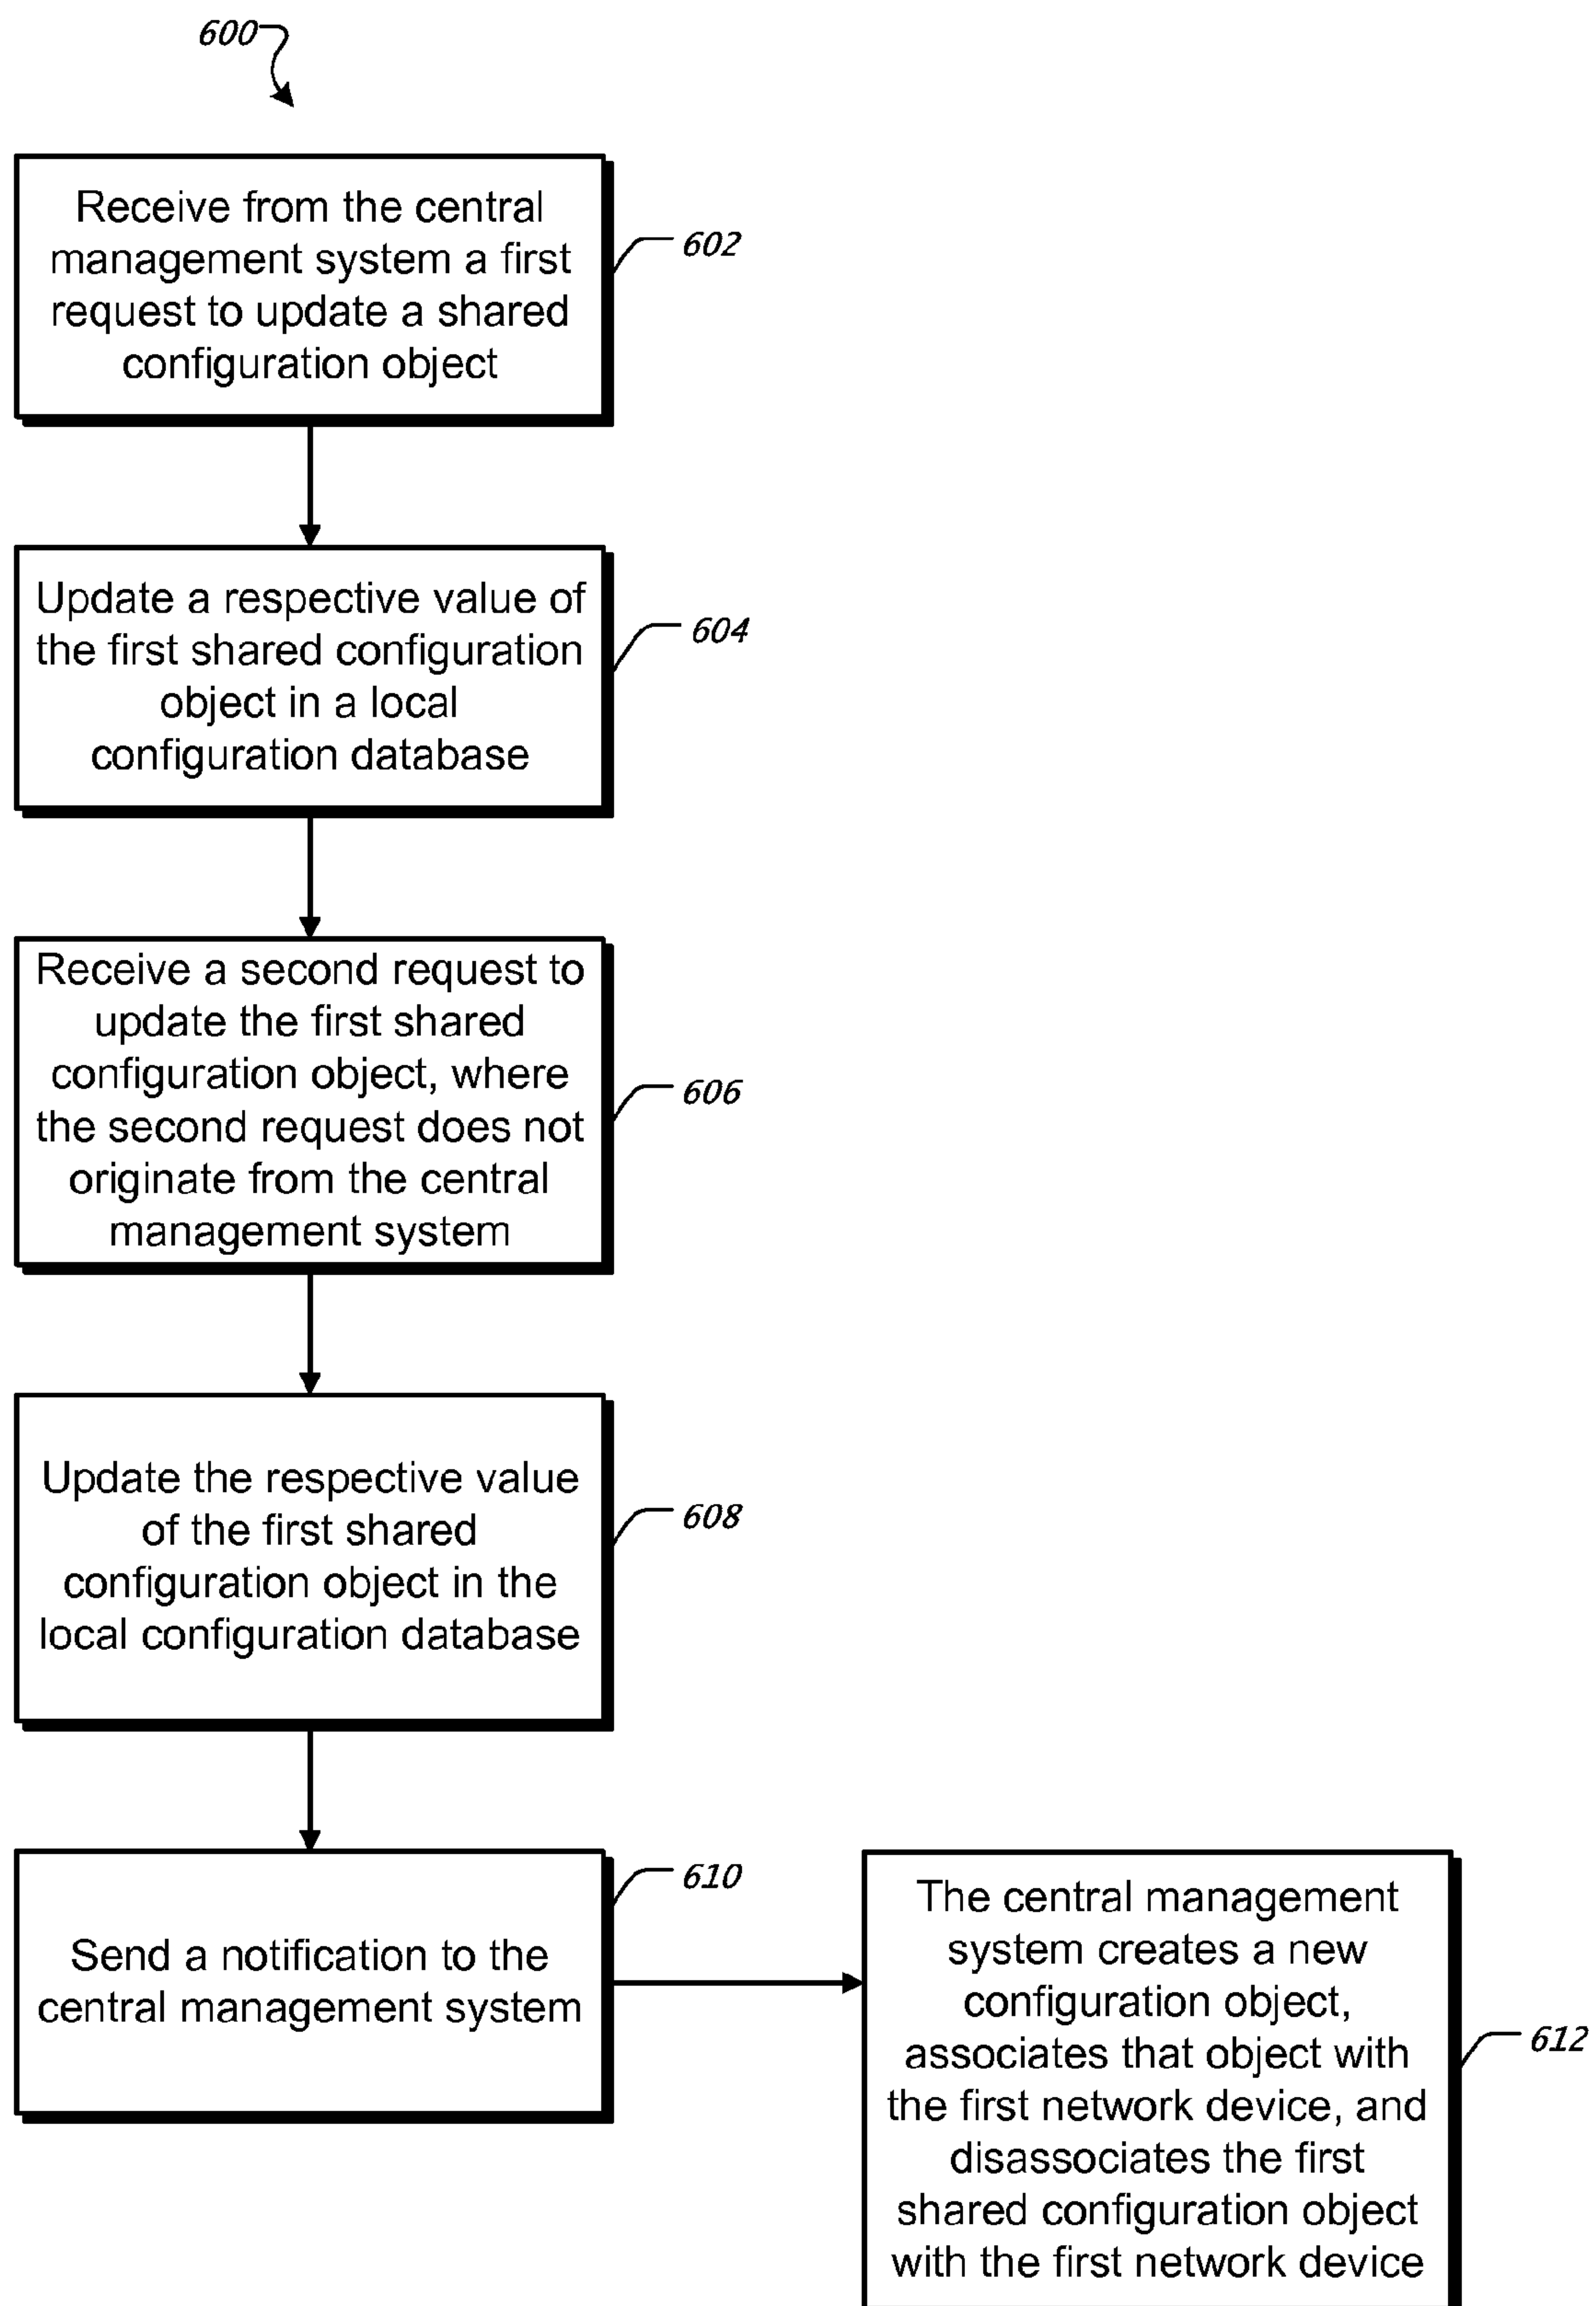 600
Receive from the central
management system a first
request to update a shared
configuration object
602
Update a respective value of
the first shared configuration
object in a local
configuration database
604
Receive a second request to
update the first shared
configuration object, where
the second request does not
originate from the central
management system
606
Update the respective value
of the first shared
configuration object in the
local configuration database
608
Send a notification to the
central management system
610
The central management
system creates a new
configuration object,
associates that object with
the first network device, and
disassociates the first
shared configuration object
with the first network device
612